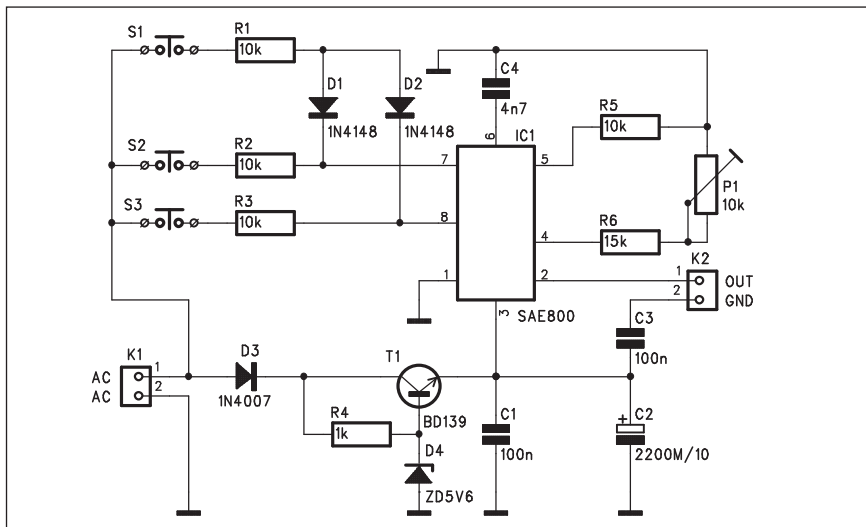 S1
R1
10k
D1
1N4148
D2
1N4148
C4
4n7
6
IC1
S2
R2
10k
7
5
R5
10k
P1
10k
S3
R3
10k
8
4
R6
15k
1
2
K2
1
2
OUT
GND
3
SAE800
C3
100n
K1
AC
AC
1
2
D3
1N4007
T1
BD139
R4
1k
D4
ZD5V6
C1
100n
+
C2
2200M/10